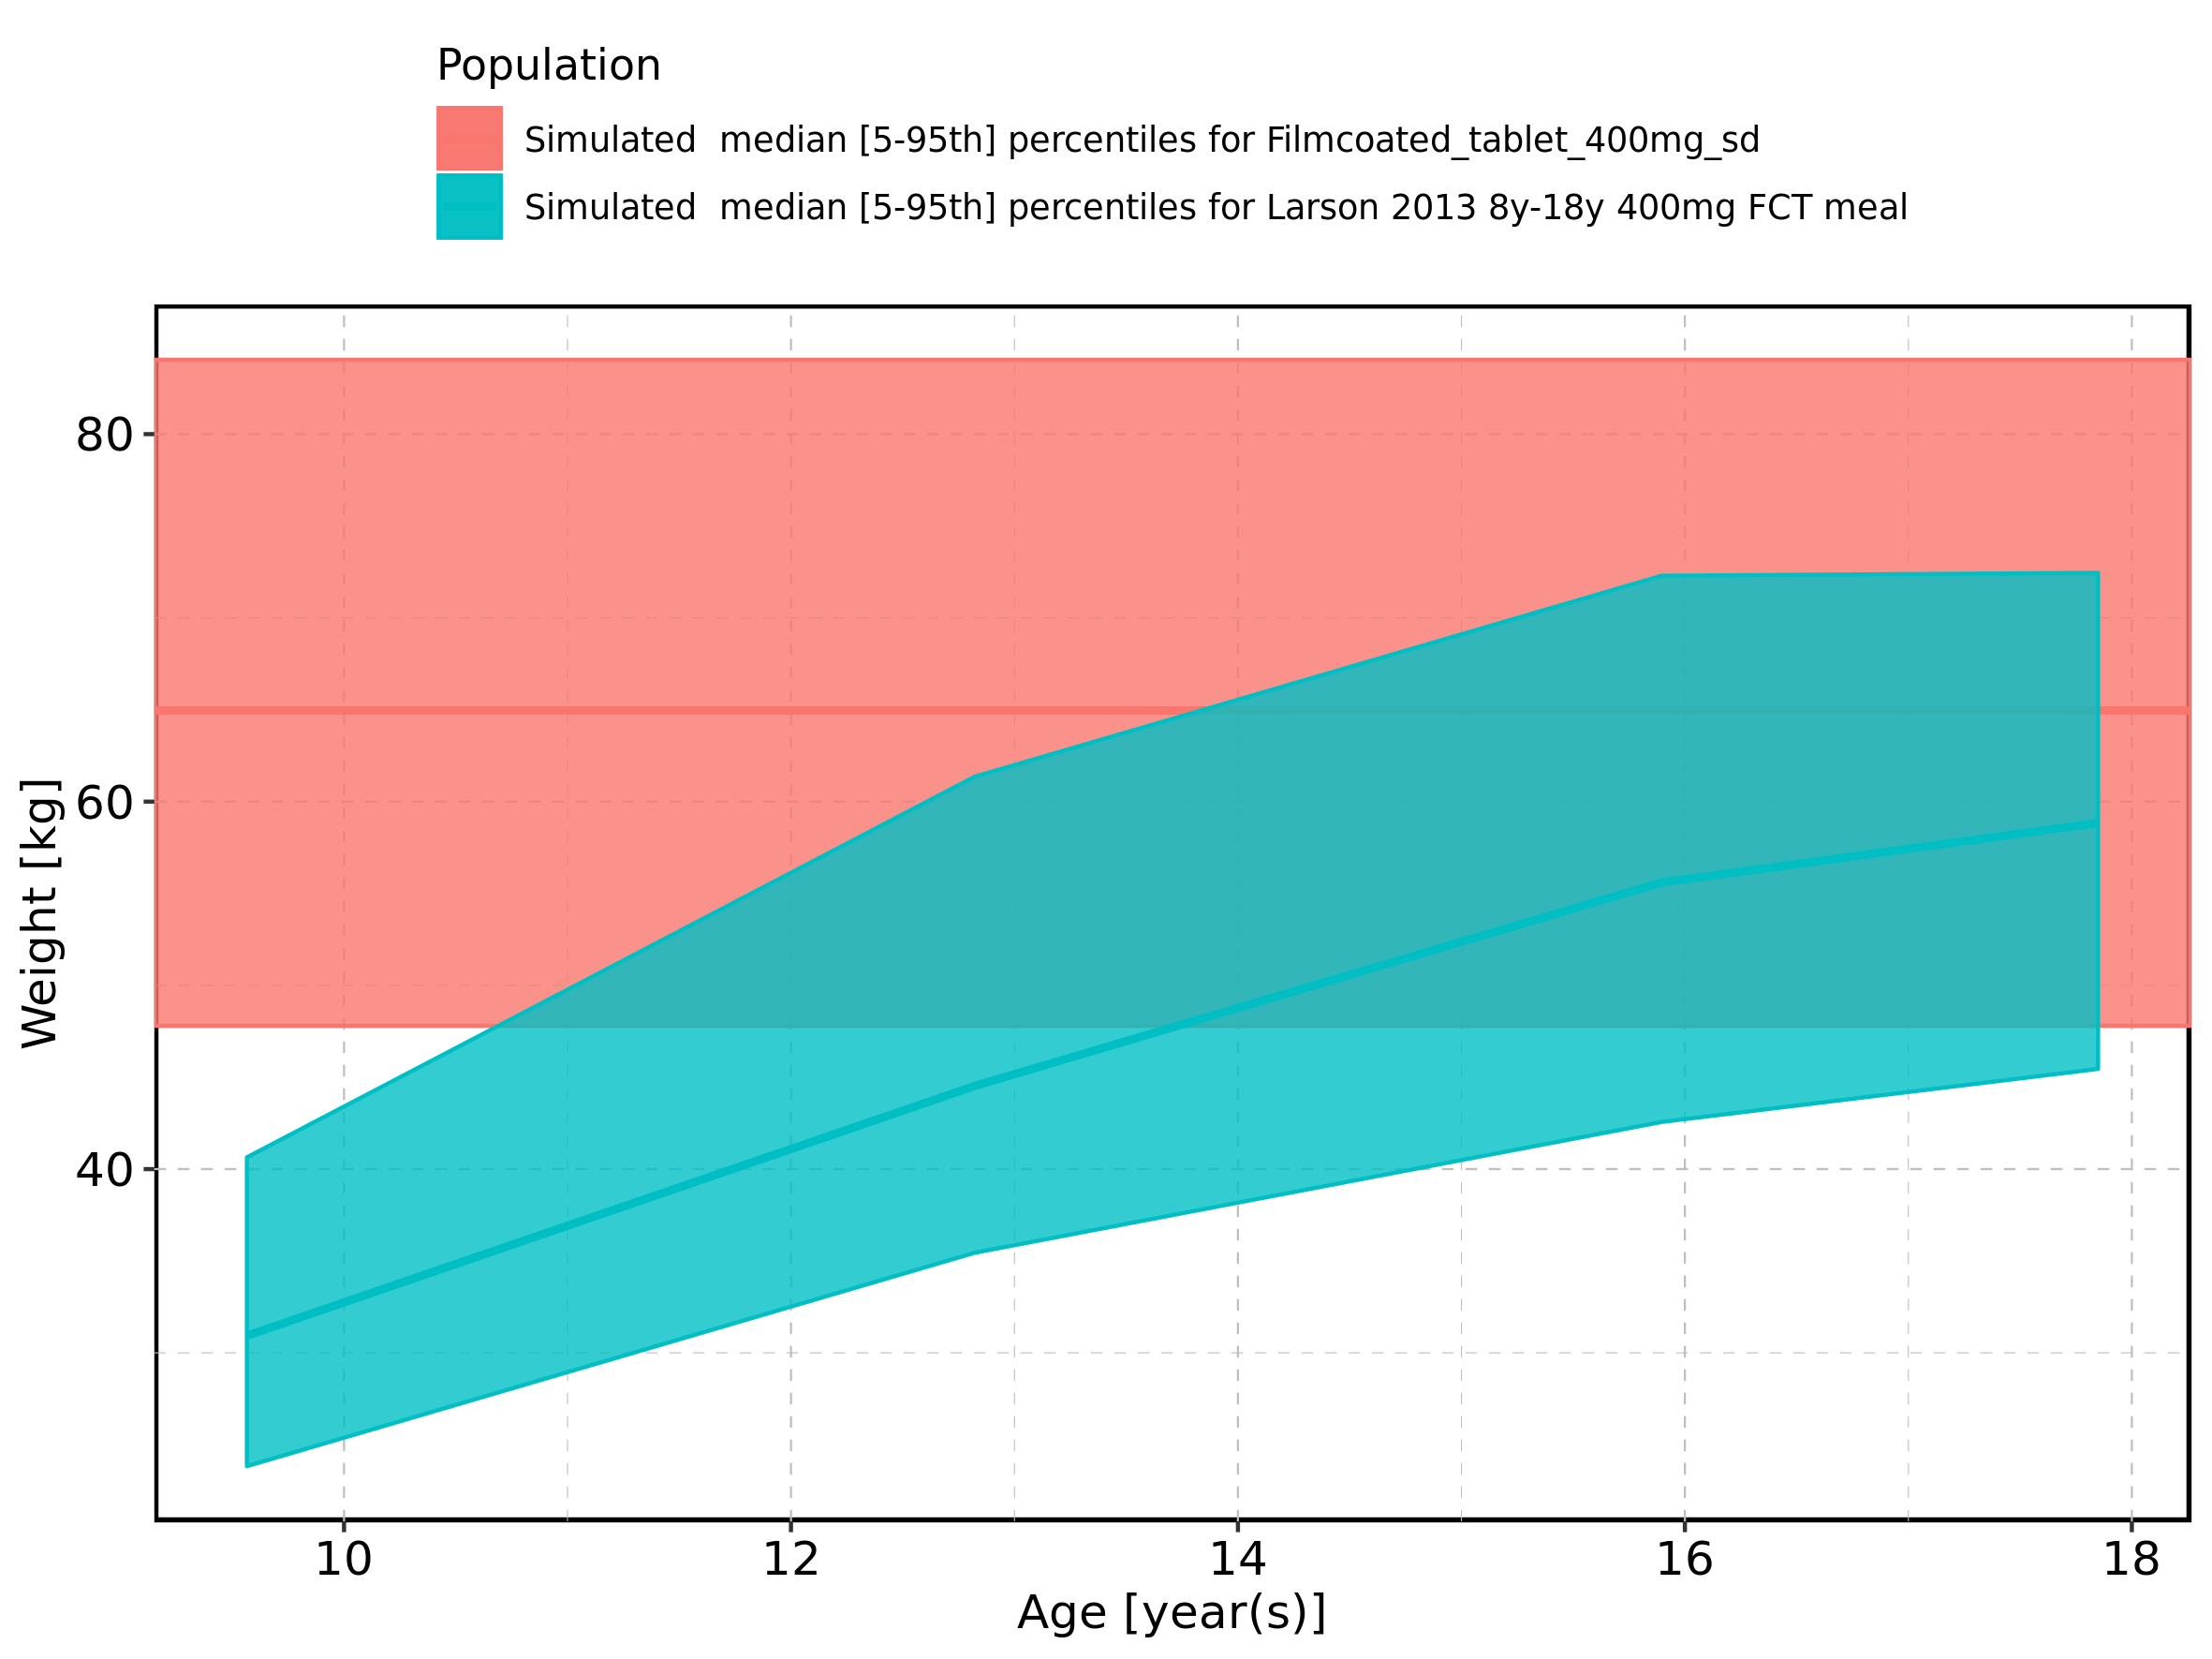 Population
Simulated  median [5-95th] percentiles for Filmcoated_tablet_400mg_sd
Simulated  median [5-95th] percentiles for Larson 2013 8y-18y 400mg FCT meal
80
60
40
Weight [kg]
10 12 14 16 18
Age [year(s)]